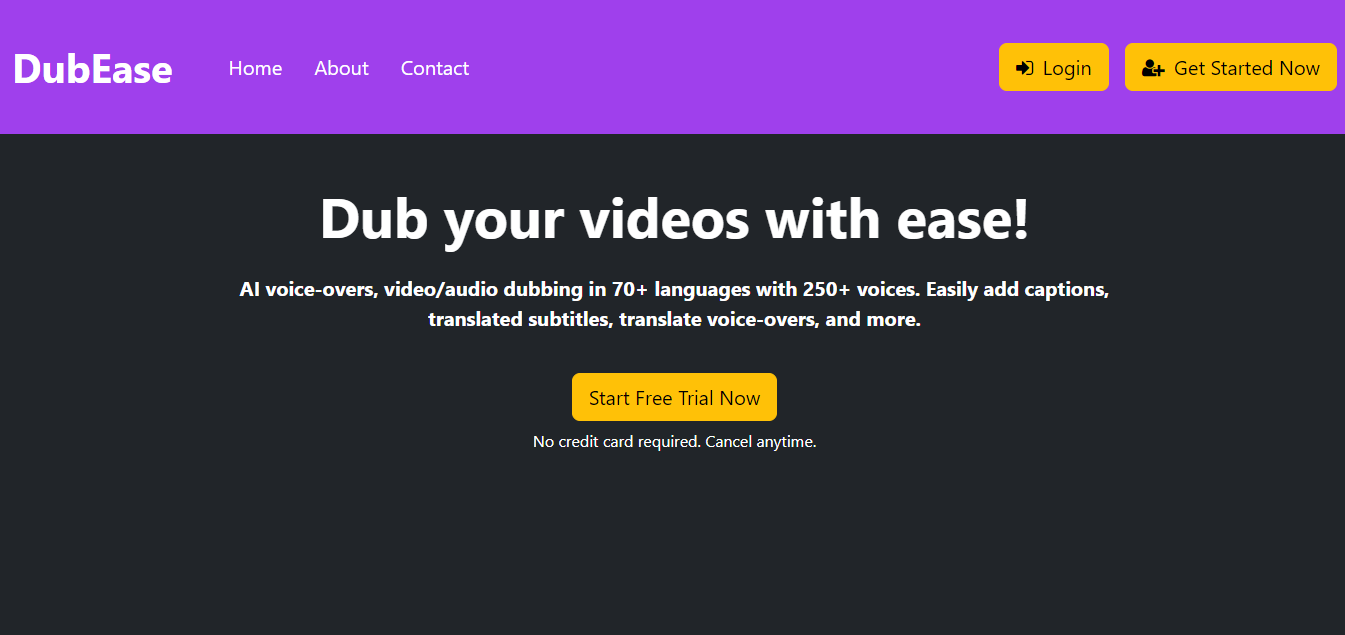 DubEase
Home
About
Contact
Login
Get Started Now
Dub your videos with ease!
AI voice-overs, video/audio dubbing in 70+ languages with 250+ voices. Easily add captions,
translated subtitles, translate voice-overs, and more.
Start Free Trial Now
No credit card required. Cancel anytime.